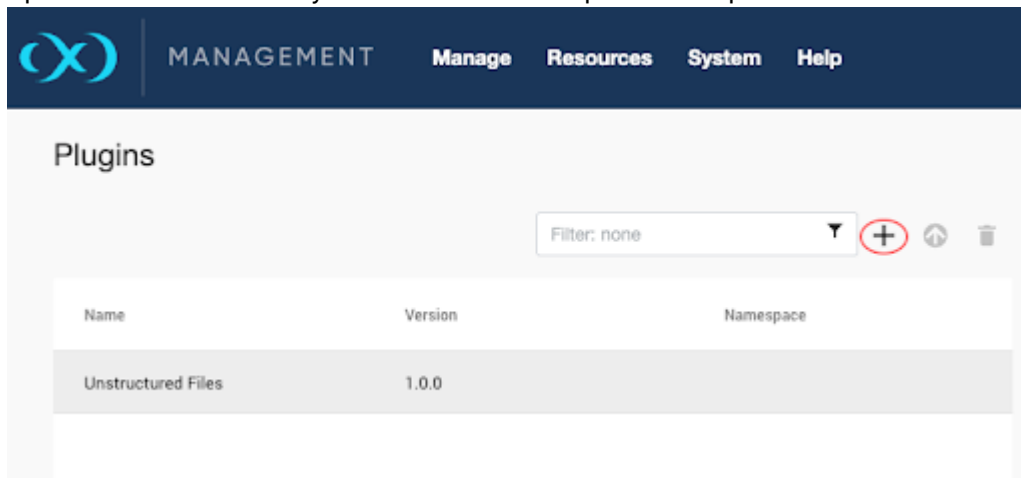 MANAGEMENT Manage Resources System Help
Plugins
Filter: none
Name Version Namespace
Unstructured Files 1.0.0